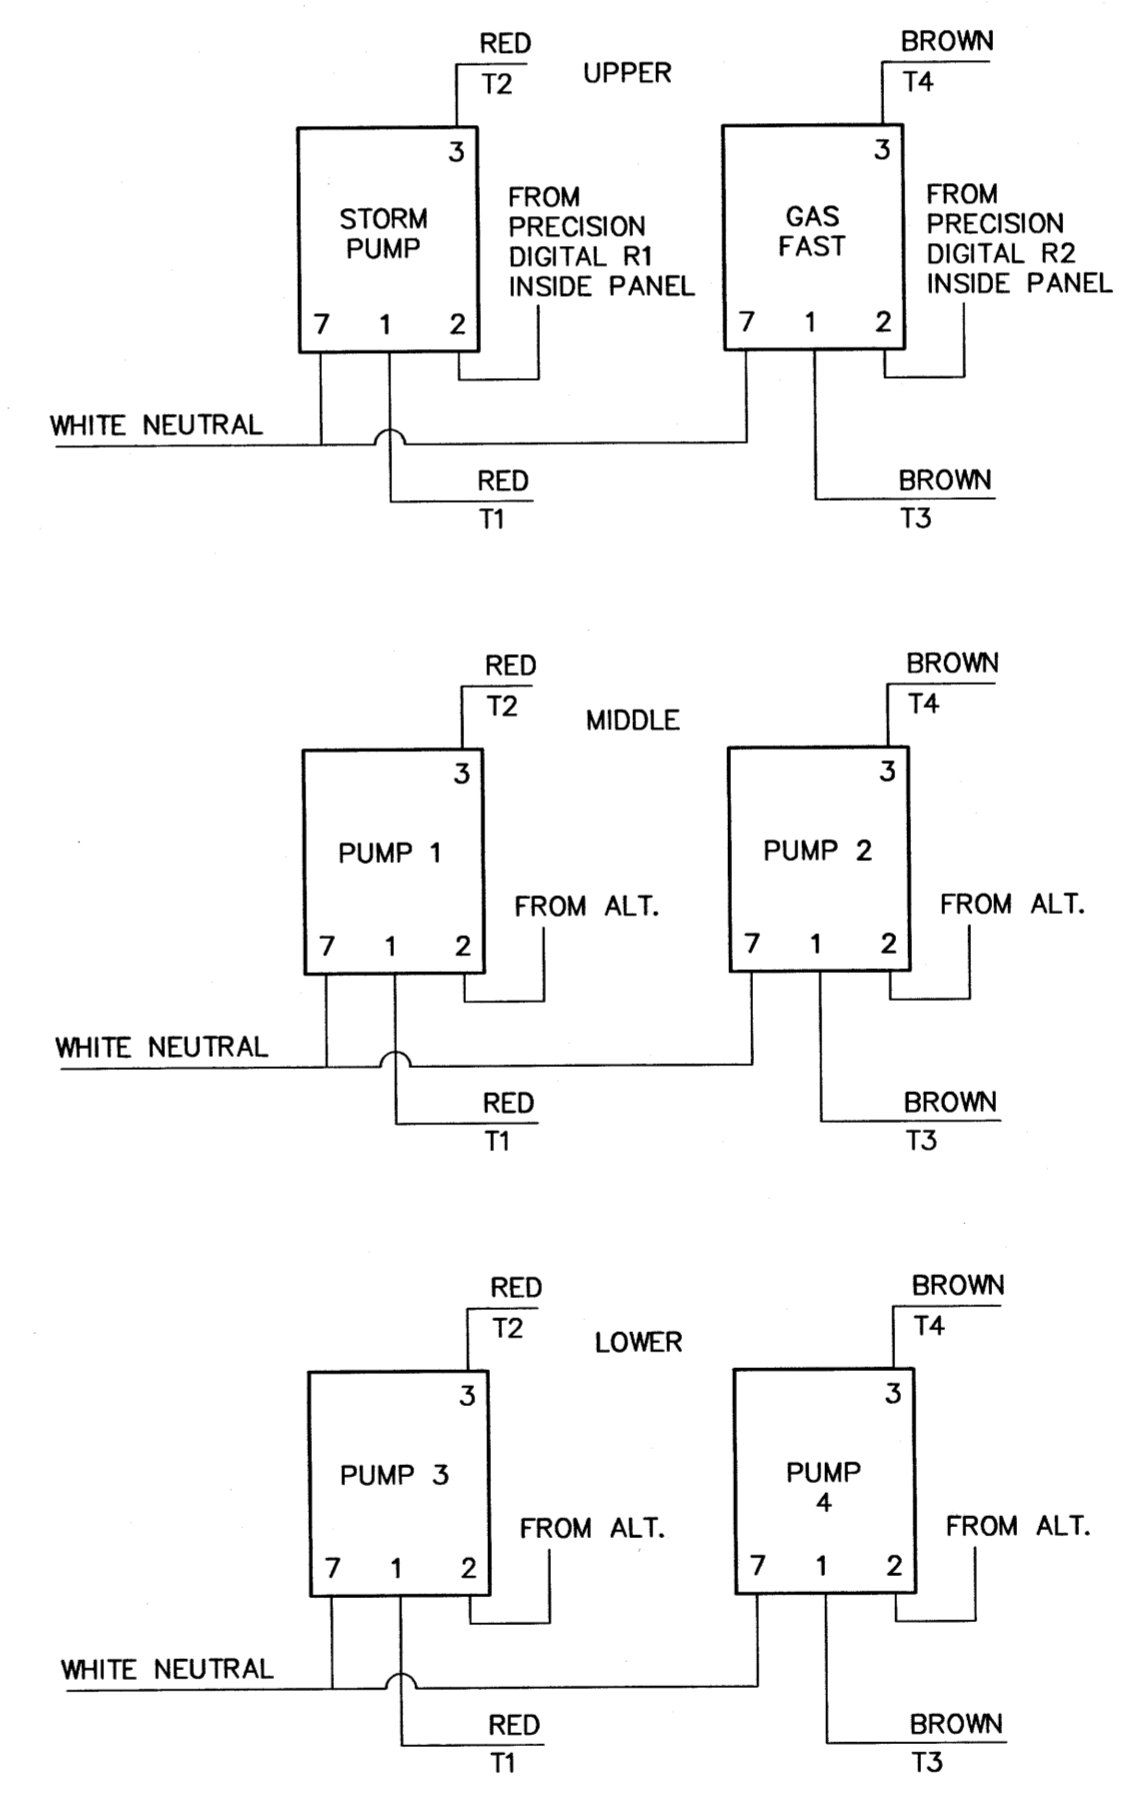 RED
T2
UPPER
BROWN
T4
3
STORM
PUMP
7 1 2
FROM
PRECISION
DIGITAL R1
INSIDE PANEL
3
GAS
FAST
7 1 2
FROM
PRECISION
DIGITAL R2
INSIDE PANEL
WHITE NEUTRAL
RED
T1
BROWN
T3
RED
T2
MIDDLE
BROWN
T4
3
PUMP 1
7 1 2
FROM ALT.
3
PUMP 2
7 1 2
FROM ALT.
WHITE NEUTRAL
RED
T1
BROWN
T3
RED
T2
LOWER
BROWN
T4
3
PUMP 3
7 1 2
FROM ALT.
3
PUMP
4
7 1 2
FROM ALT.
WHITE NEUTRAL
RED
T1
BROWN
T3